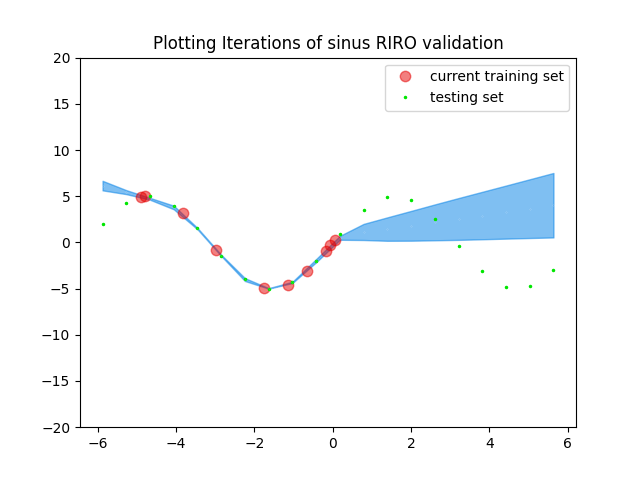 Plotting Iterations of sinus RIRO validation
current training set
testing set
20
15
10
5
0
−5
−10
−15
−20
−6 −4 −2 0 2 4 6